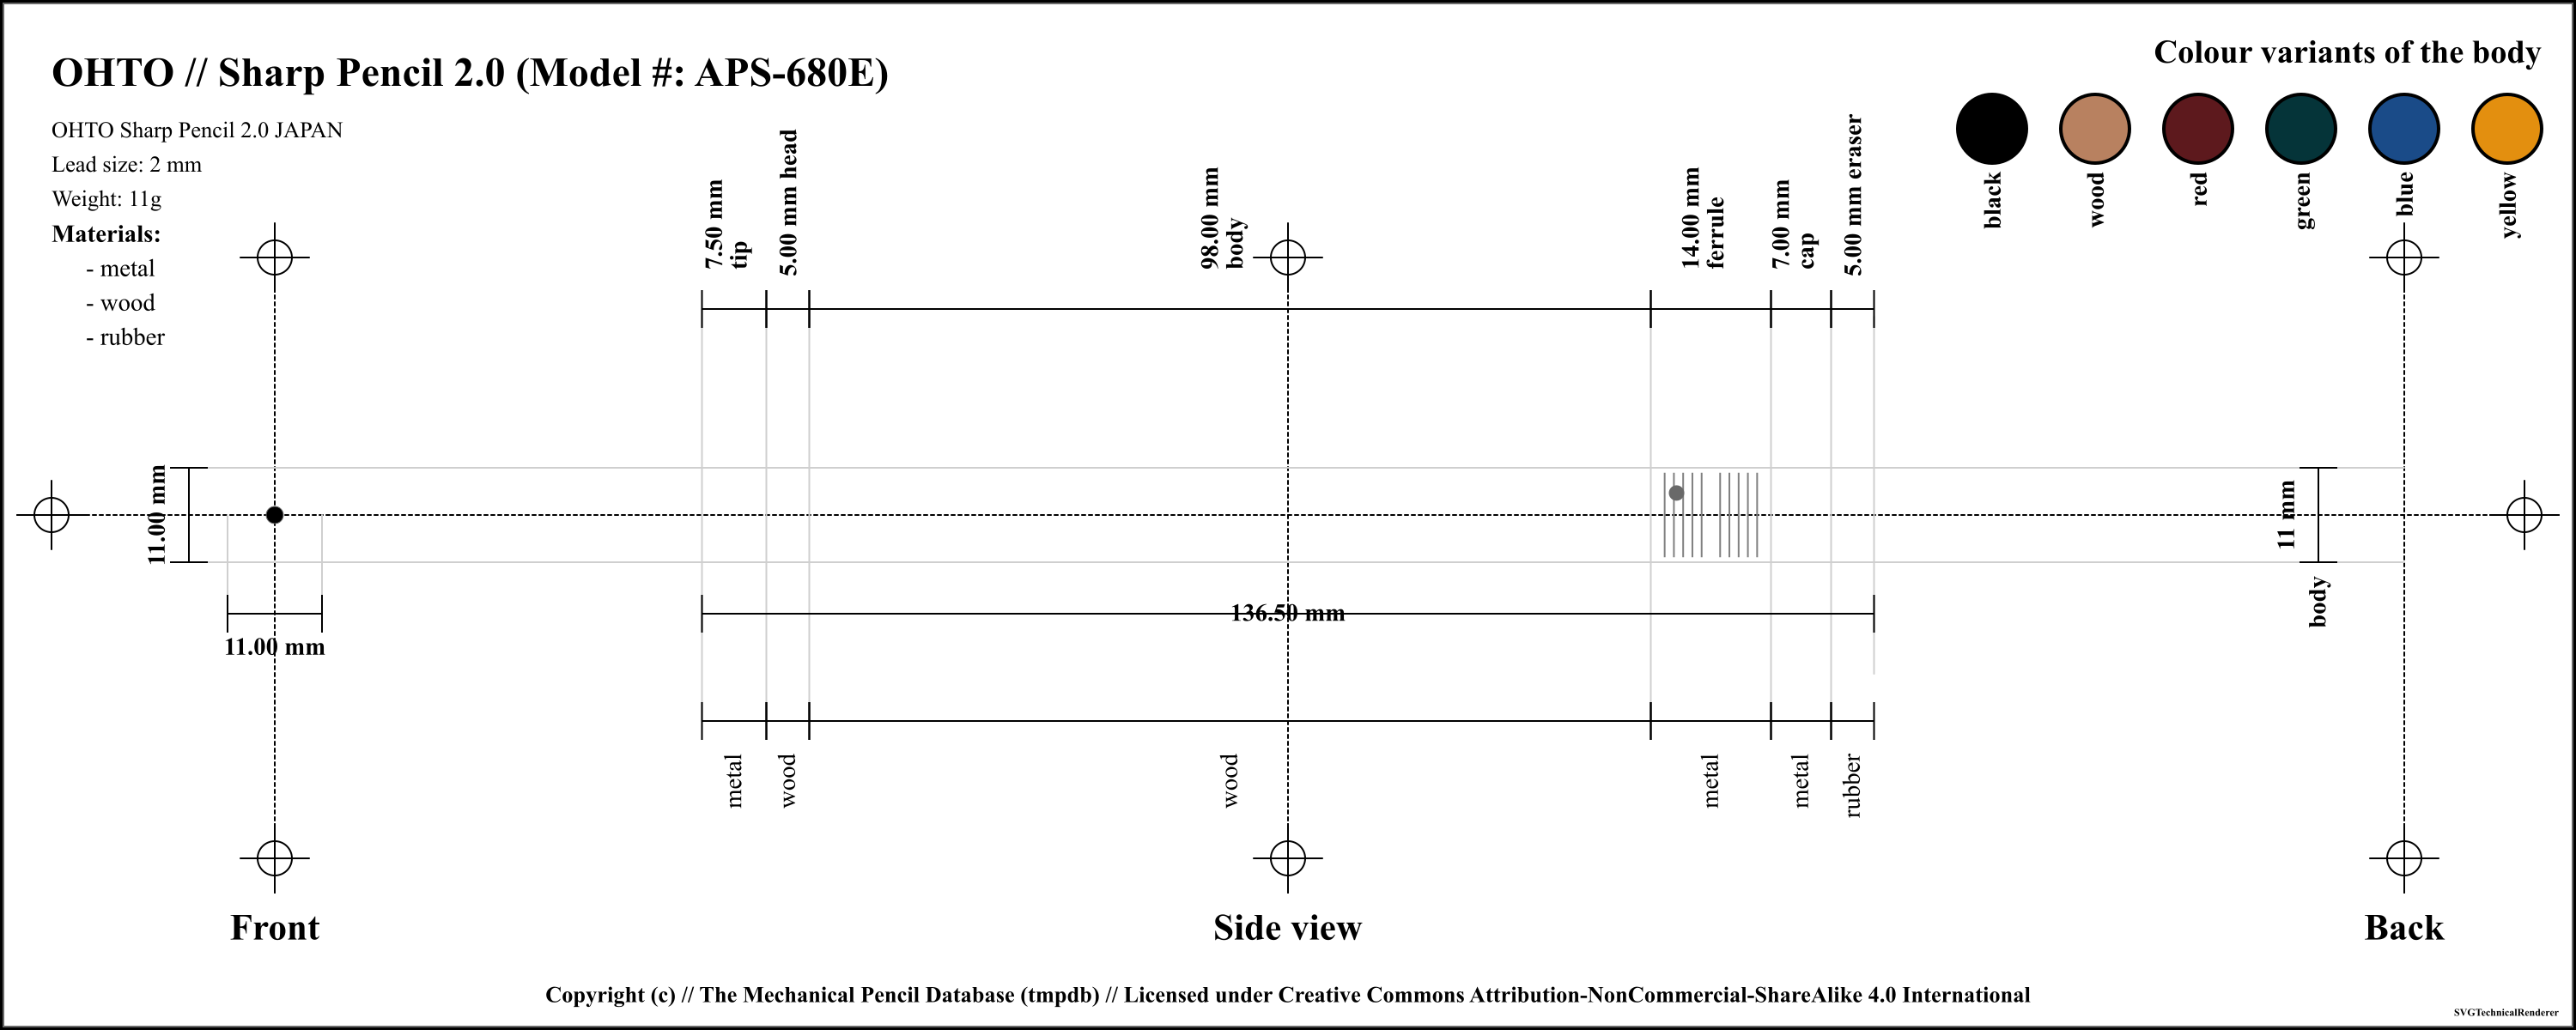 OHTO // Sharp Pencil 2.0 (Model #: APS-680E)
OHTO Sharp Pencil 2.0 JAPAN
Lead size: 2 mm
Weight: 11g
Materials:
- metal
- wood
- rubber
Colour variants of the body
black
wood
red
green
blue
yellow
7.50 mm
tip
5.00 mm head
98.00 mm
body
14.00 mm
ferrule
7.00 mm
cap
5.00 mm eraser
11.00 mm
11.00 mm
136.50 mm
11 mm
body
metal
wood
wood
metal
metal
rubber
Front
Side view
Back
Copyright (c) // The Mechanical Pencil Database (tmpdb) // Licensed under Creative Commons Attribution-NonCommercial-ShareAlike 4.0 International
SVGTechnicalRenderer